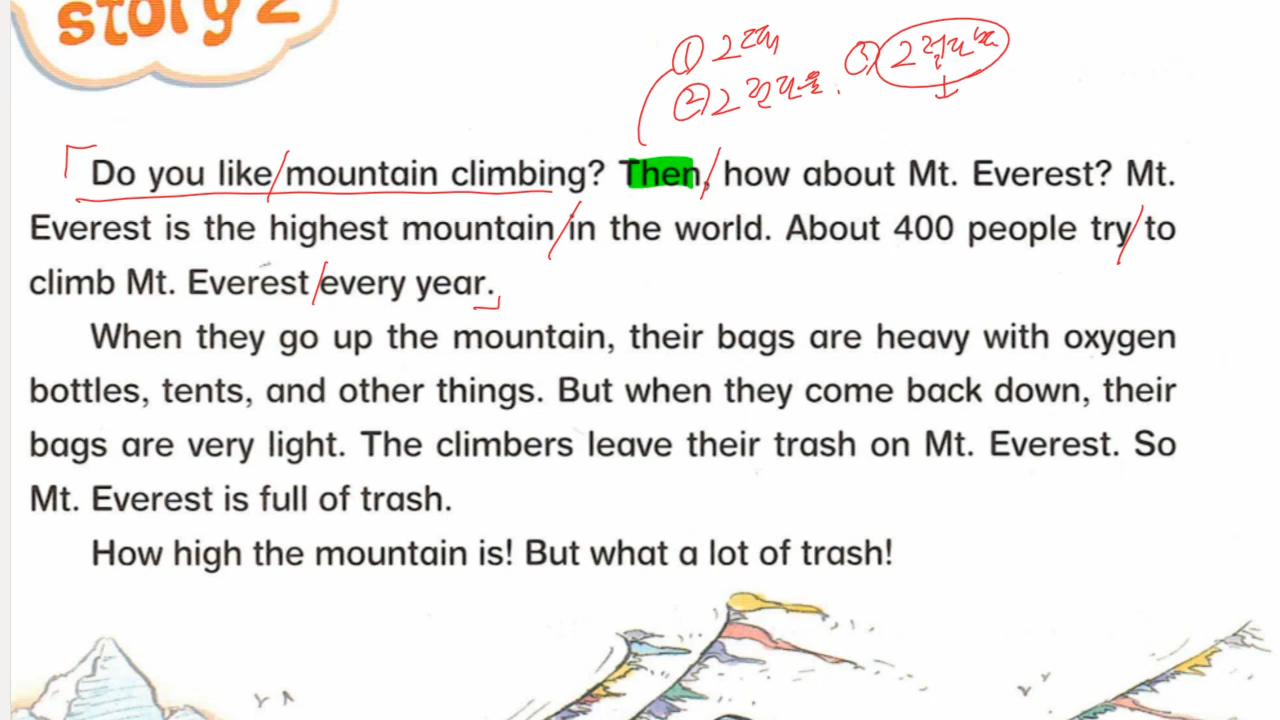 story 2
① 그때
② 그런다음. ③ 그렇다면
Do you like mountain climbing? Then, how about Mt. Everest? Mt.
Everest is the highest mountain in the world. About 400 people try to
climb Mt. Everest every year.
When they go up the mountain, their bags are heavy with oxygen
bottles, tents, and other things. But when they come back down, their
bags are very light. The climbers leave their trash on Mt. Everest. So
Mt. Everest is full of trash.
How high the mountain is! But what a lot of trash!